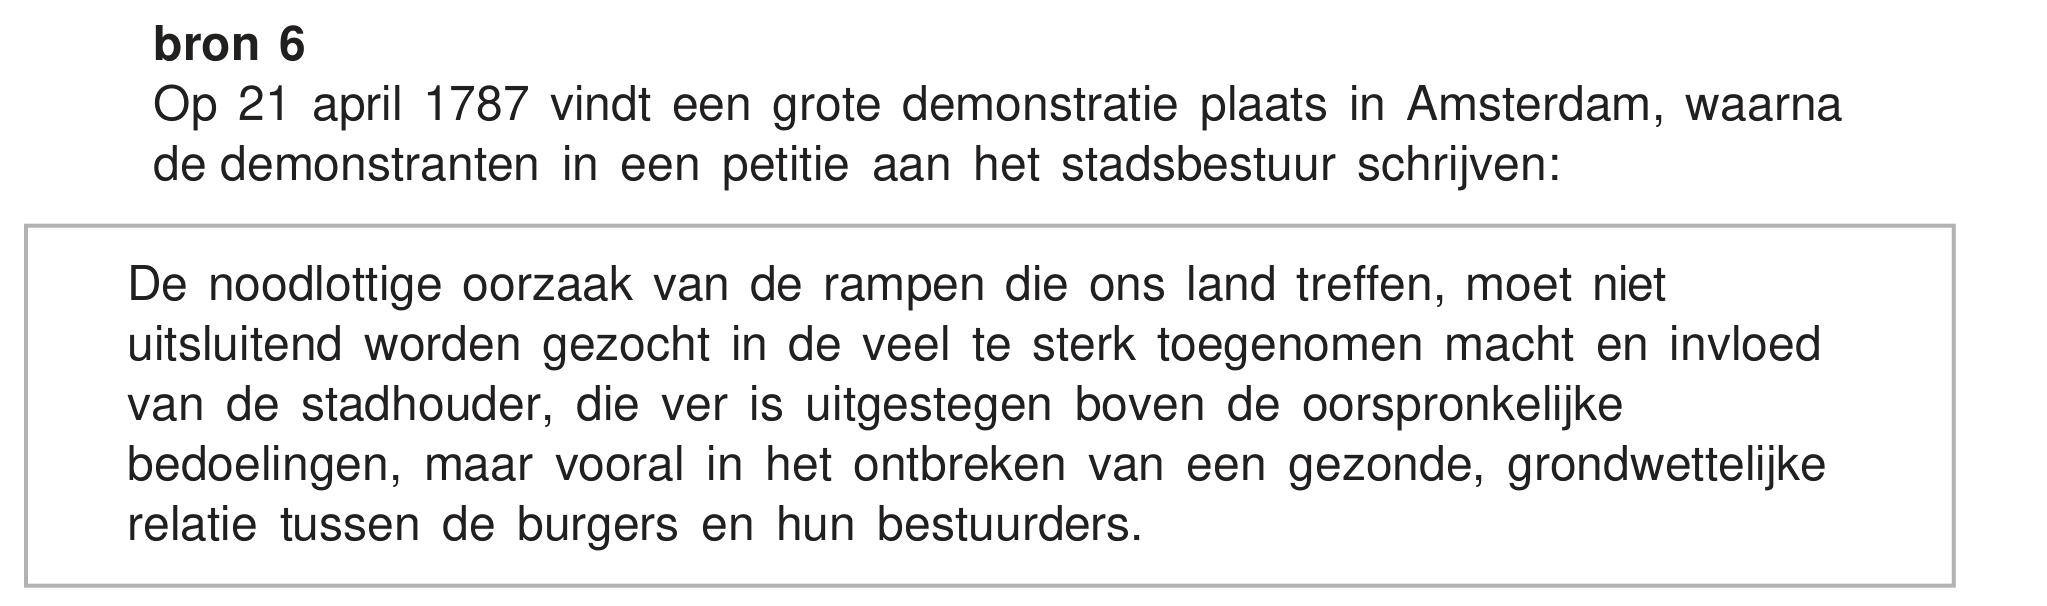 bron 6
Op 21 april 1787 vindt een grote demonstratie plaats in Amsterdam, waarna
de demonstranten in een petitie aan het stadsbestuur schrijven:
De noodlottige oorzaak van de rampen die ons land treffen, moet niet
uitsluitend worden gezocht in de veel te sterk toegenomen macht en invloed
van de stadhouder, die ver is uitgestegen boven de oorspronkelijke
bedoelingen, maar vooral in het ontbreken van een gezonde, grondwettelijke
relatie tussen de burgers en hun bestuurders.